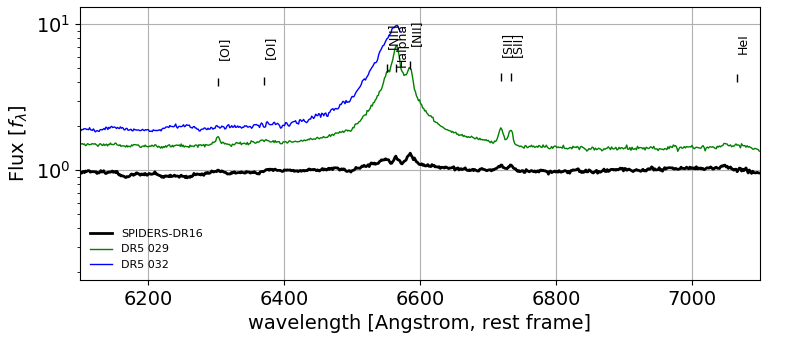 10¹
[OI]
[OI]
[NII]
Halpha
[NII]
[SII]
[SII]
HeI
Flux [f_λ]
10⁰
SPIDERS-DR16
DR5 029
DR5 032
6200 6400 6600 6800 7000
wavelength [Angstrom, rest frame]